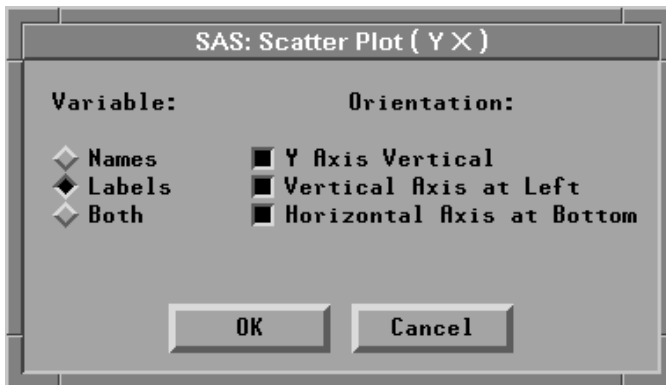 SAS: Scatter Plot ( Y X )
Variable: Orientation:
Names Y Axis Vertical
Labels Vertical Axis at Left
Both Horizontal Axis at Bottom
OK Cancel